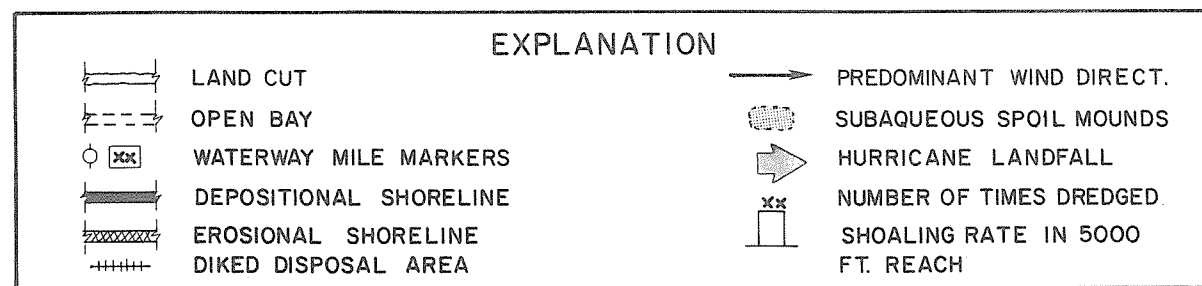 EXPLANATION
LAND CUT
OPEN BAY
XX WATERWAY MILE MARKERS
DEPOSITIONAL SHORELINE
EROSIONAL SHORELINE
DIKED DISPOSAL AREA
PREDOMINANT WIND DIRECT.
SUBAQUEOUS SPOIL MOUNDS
HURRICANE LANDFALL
XX NUMBER OF TIMES DREDGED
SHOALING RATE IN 5000
FT. REACH